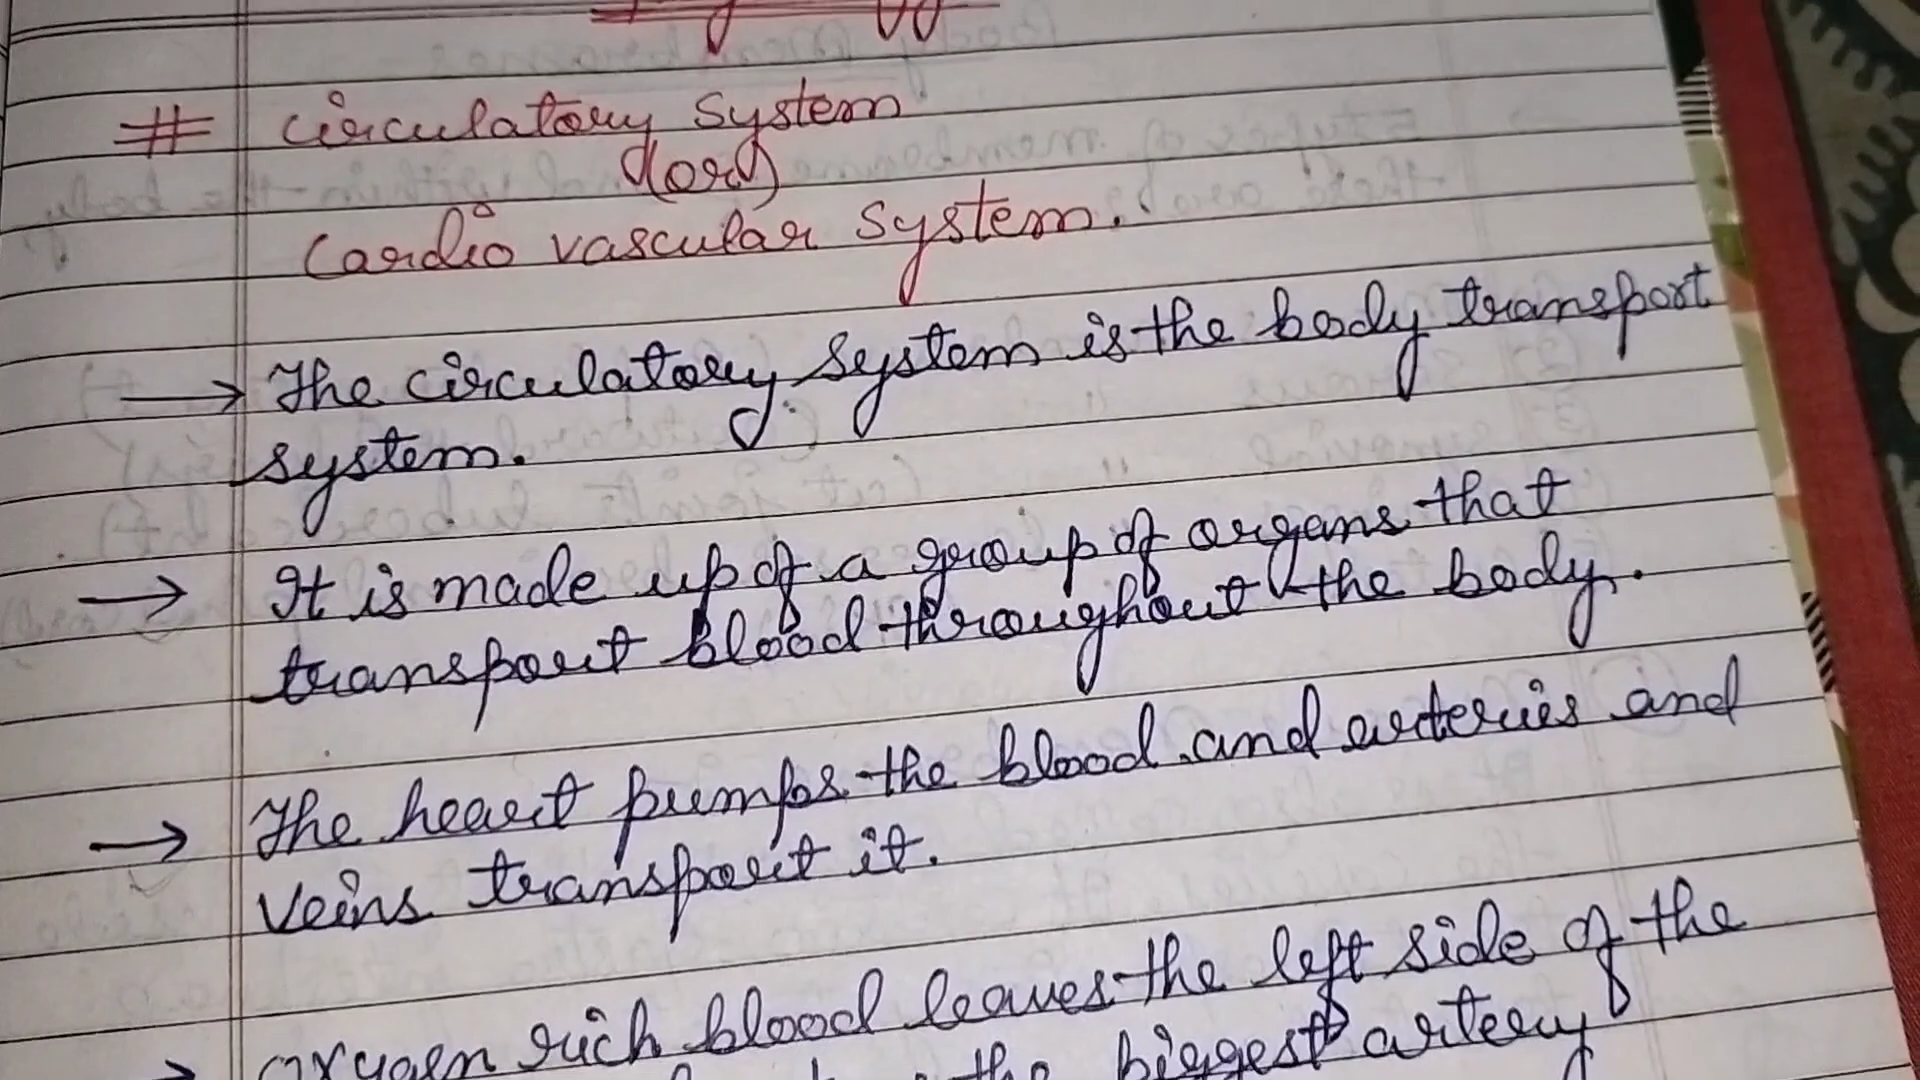 # Circulatory System
(or)
Cardio vascular System.
→ The circulatory system is the body transport
system.
→ It is made up of a group of organs that
transport blood throughout the body.
→ The heart pumps the blood and arteries and
veins transport it.
→ Oxygen rich blood leaves the left side of the
the biggest artery